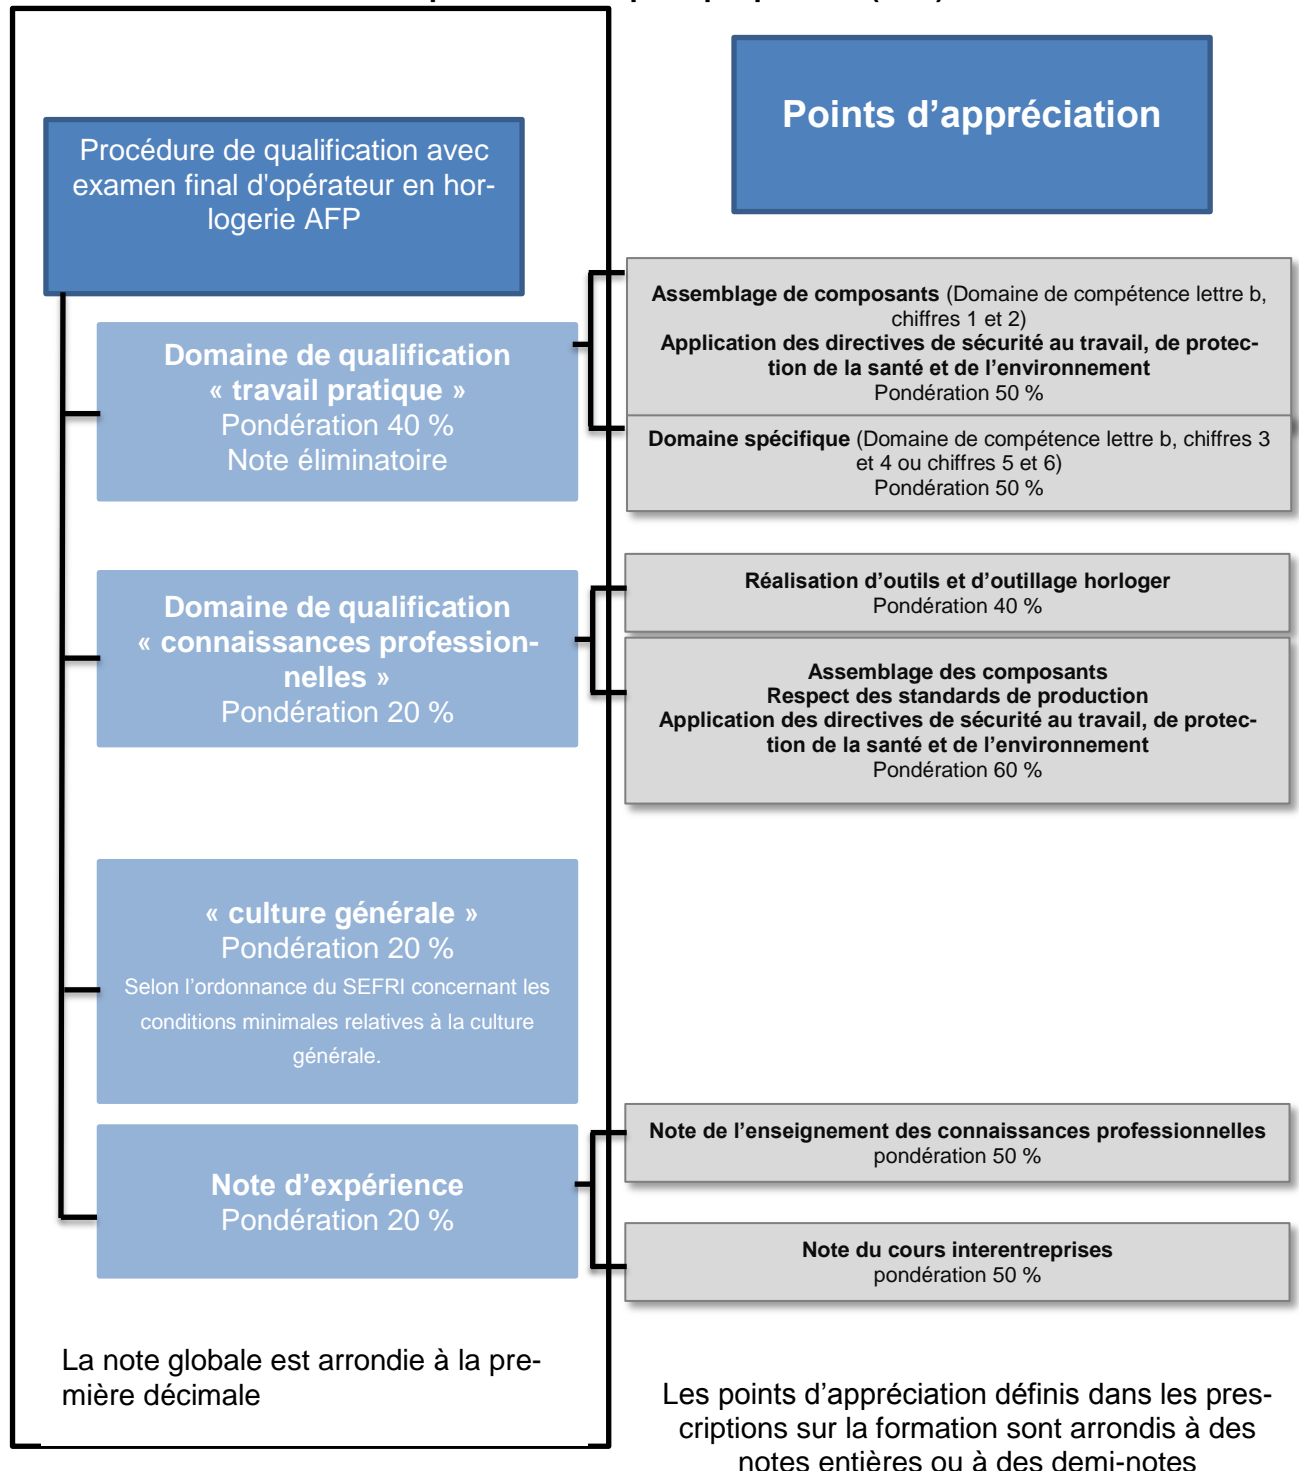 Points d’appréciation
Procédure de qualification avec
examen final d'opérateur en hor-
logerie AFP
Domaine de qualification
« travail pratique »
Pondération 40 %
Note éliminatoire
Assemblage de composants (Domaine de compétence lettre b,
chiffres 1 et 2)
Application des directives de sécurité au travail, de protec-
tion de la santé et de l’environnement
Pondération 50 %
Domaine spécifique (Domaine de compétence lettre b, chiffres 3
et 4 ou chiffres 5 et 6)
Pondération 50 %
Domaine de qualification
« connaissances profession-
nelles »
Pondération 20 %
Réalisation d’outils et d’outillage horloger
Pondération 40 %
Assemblage des composants
Respect des standards de production
Application des directives de sécurité au travail, de protec-
tion de la santé et de l’environnement
Pondération 60 %
« culture générale »
Pondération 20 %
Selon l’ordonnance du SEFRI concernant les
conditions minimales relatives à la culture
générale.
Note d’expérience
Pondération 20 %
Note de l’enseignement des connaissances professionnelles
pondération 50 %
Note du cours interentreprises
pondération 50 %
La note globale est arrondie à la pre-
mière décimale
Les points d’appréciation définis dans les pres-
criptions sur la formation sont arrondis à des
notes entières ou à des demi-notes